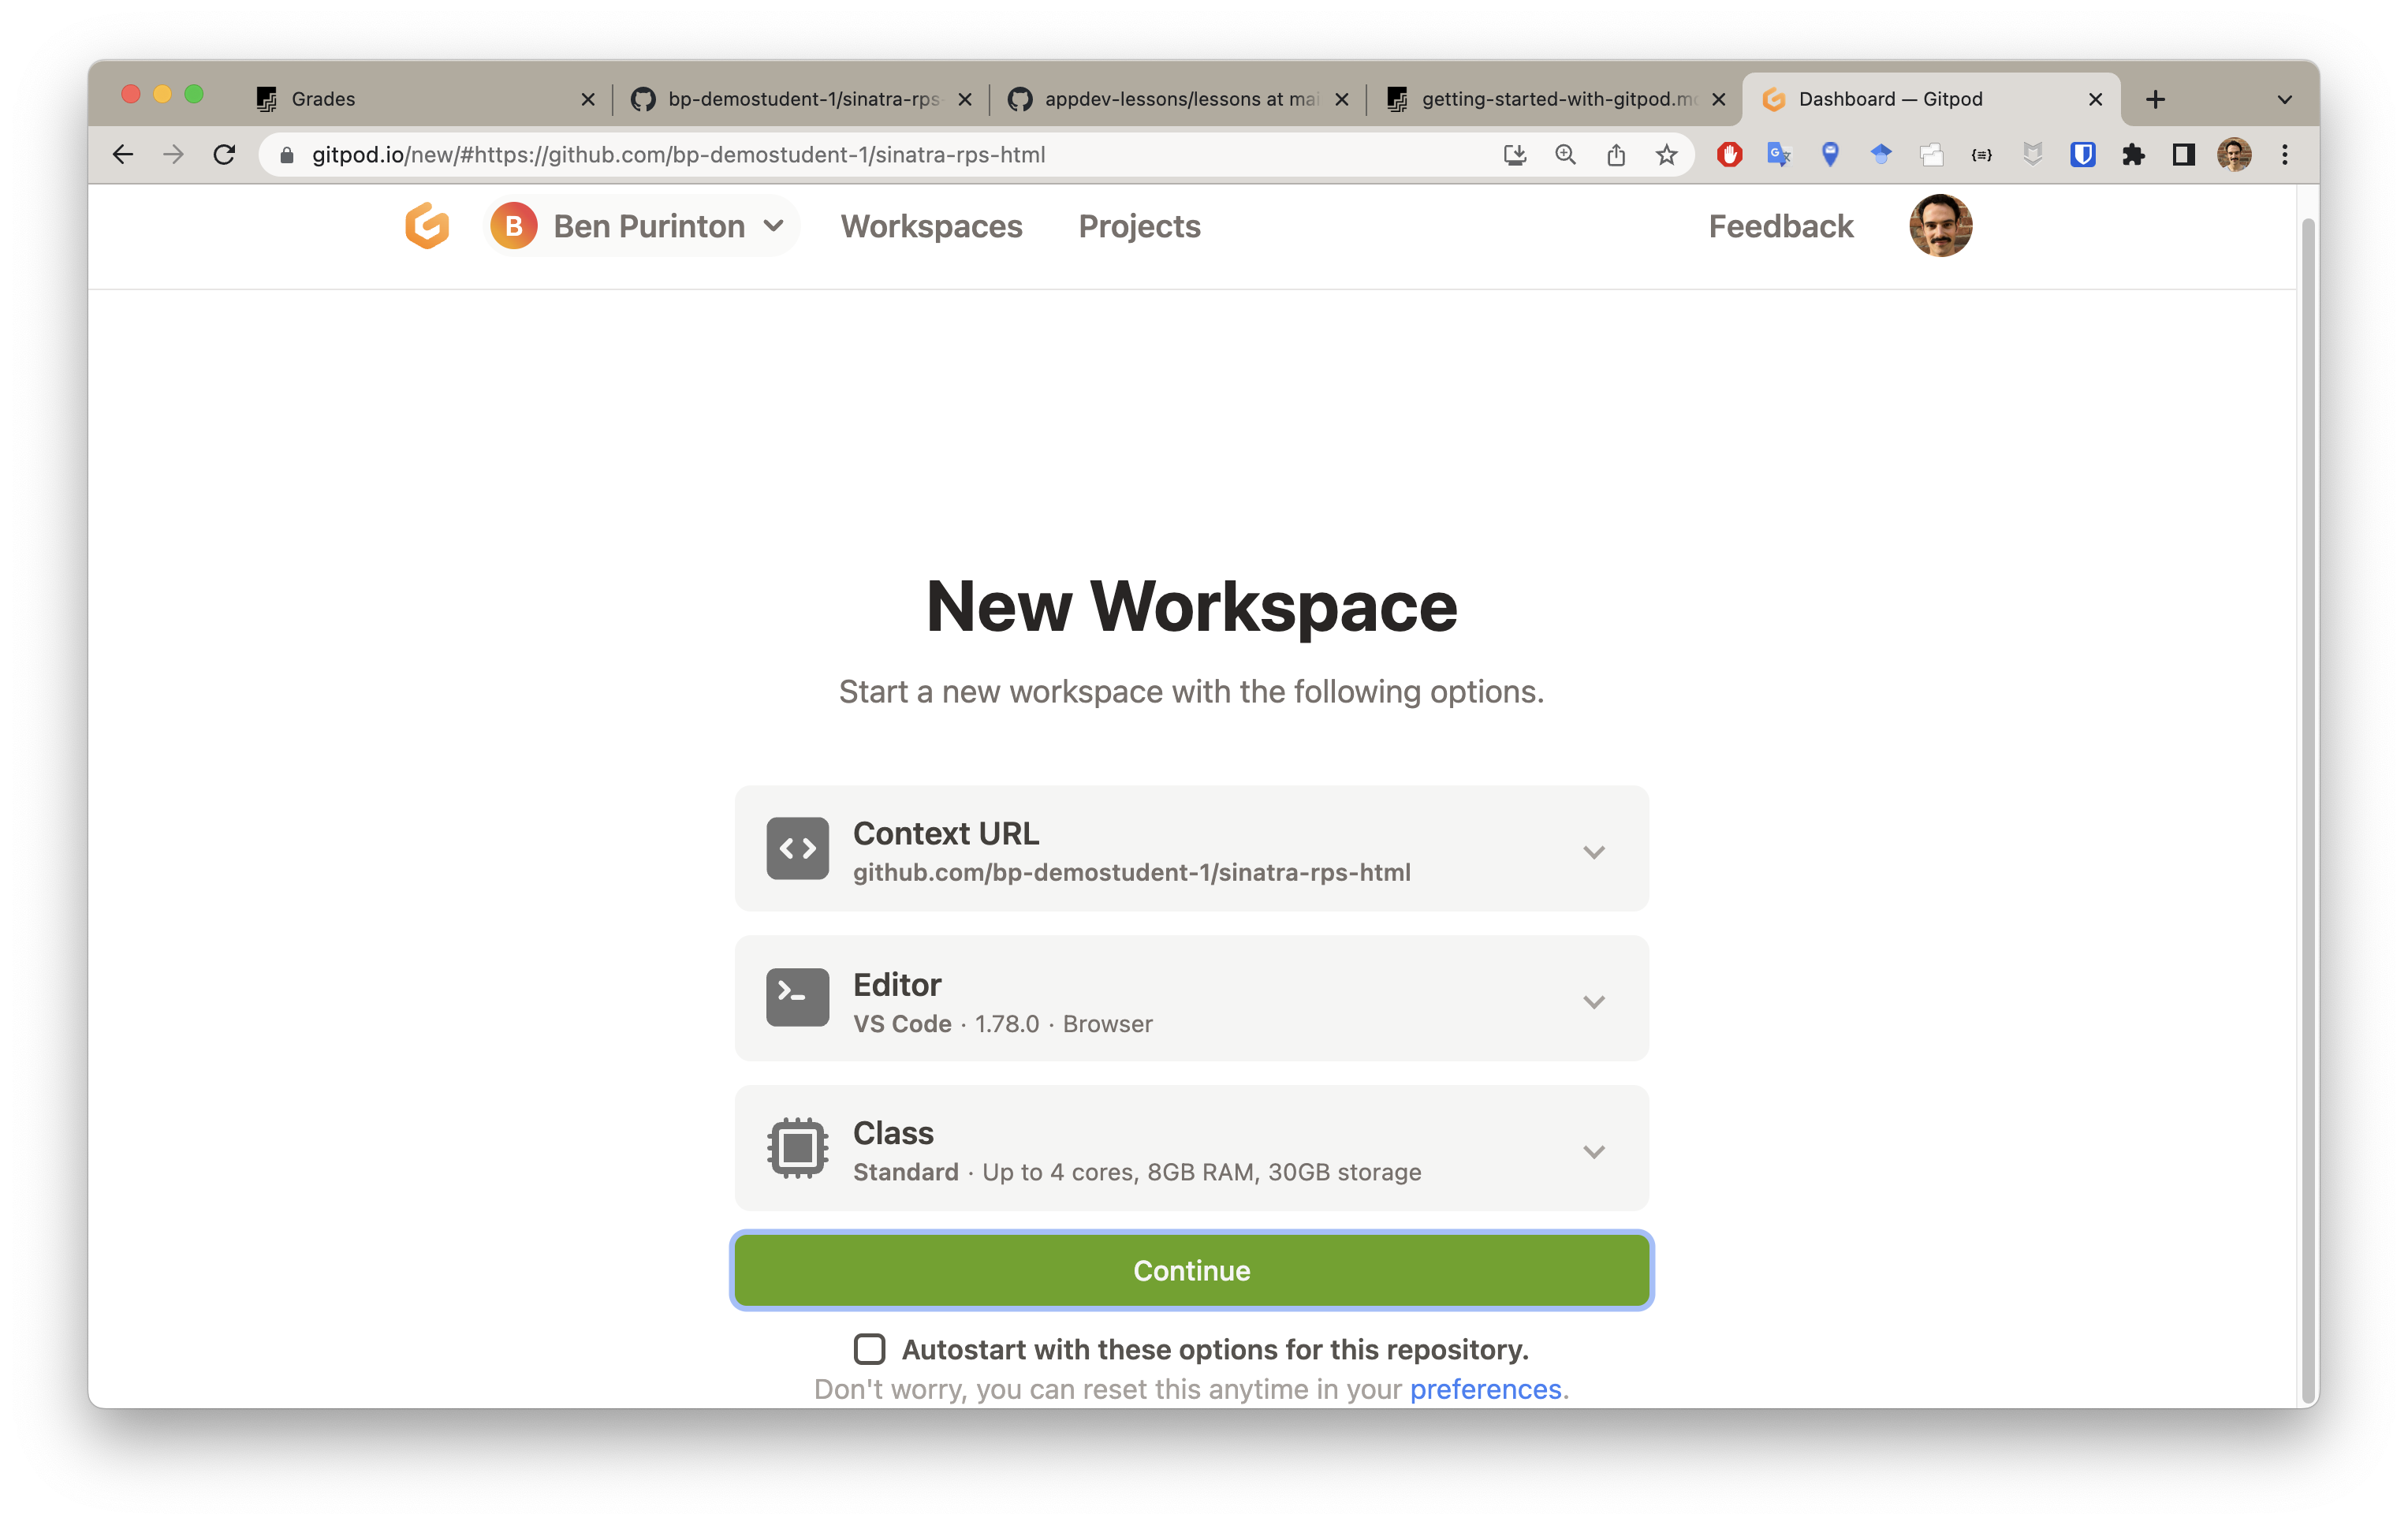 Grades
bp-demostudent-1/sinatra-rps-
appdev-lessons/lessons at mai
getting-started-with-gitpod.md
Dashboard — Gitpod
gitpod.io/new/#https://github.com/bp-demostudent-1/sinatra-rps-html
B Ben Purinton
Workspaces
Projects
Feedback
New Workspace
Start a new workspace with the following options.
Context URL
github.com/bp-demostudent-1/sinatra-rps-html
Editor
VS Code · 1.78.0 · Browser
Class
Standard · Up to 4 cores, 8GB RAM, 30GB storage
Continue
Autostart with these options for this repository.
Don't worry, you can reset this anytime in your preferences.